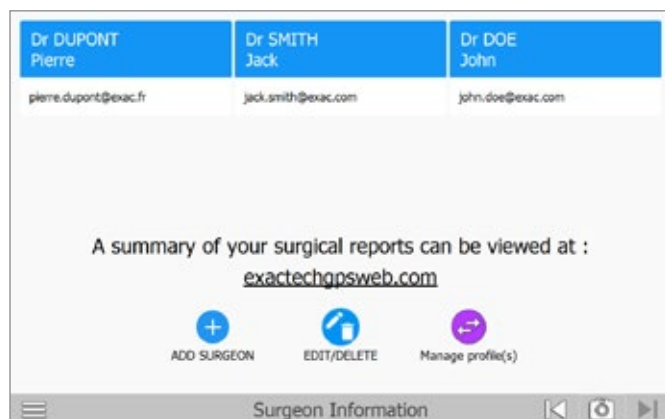 Dr DUPONT
Pierre
Dr SMITH
Jack
Dr DOE
John
pierre.dupont@exac.fr
jack.smith@exac.com
john.doe@exac.com
A summary of your surgical reports can be viewed at :
exactechgpsweb.com
ADD SURGEON
EDIT/DELETE
Manage profile(s)
Surgeon Information